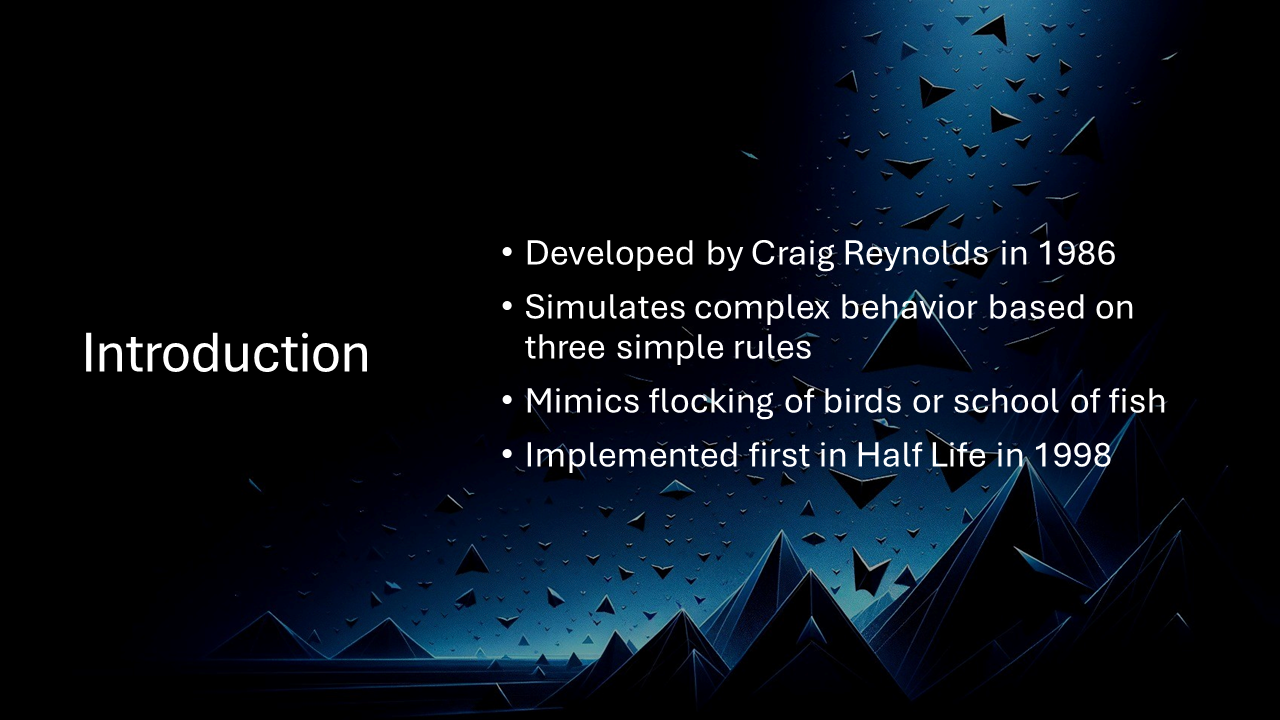 Introduction
• Developed by Craig Reynolds in 1986
• Simulates complex behavior based on
three simple rules
• Mimics flocking of birds or school of fish
• Implemented first in Half Life in 1998